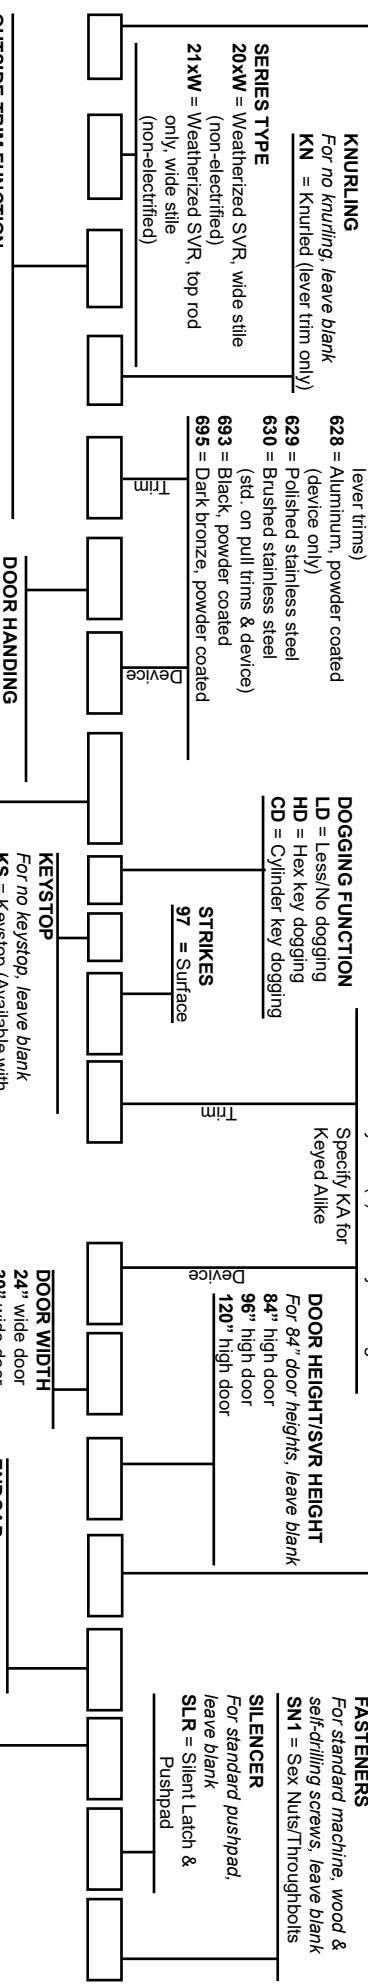 KNURLING
For no knurling, leave blank
KN = Knurled (lever trim only)
SERIES TYPE
20xW = Weatherized SVR, wide stile
(non-electrified)
21xW = Weatherized SVR, top rod
only, wide stile
(non-electrified)
lever trims)
628 = Aluminum, powder coated
(device only)
629 = Polished stainless steel
630 = Brushed stainless steel
(std. on pull trims & device)
693 = Black, powder coated
695 = Dark bronze, powder coated
Trim
Device
DOOR HANDING
DOGGING FUNCTION
LD = Less/No dogging
HD = Hex key dogging
CD = Cylinder key dogging
STRIKES
97 = Surface
KEYSTOP
For no keystop, leave blank
KS = Keystop (Available with
Specify KA for
Keyed Alike
Trim
Device
DOOR HEIGHT/SVR HEIGHT
For 84” door heights, leave blank
84” high door
96” high door
120” high door
DOOR WIDTH
24” wide door
FASTENERS
For standard machine, wood &
self-drilling screws, leave blank
SN1 = Sex Nuts/Throughbolts
SILENCER
For standard pushpad,
leave blank
SLR = Silent Latch &
Pushpad